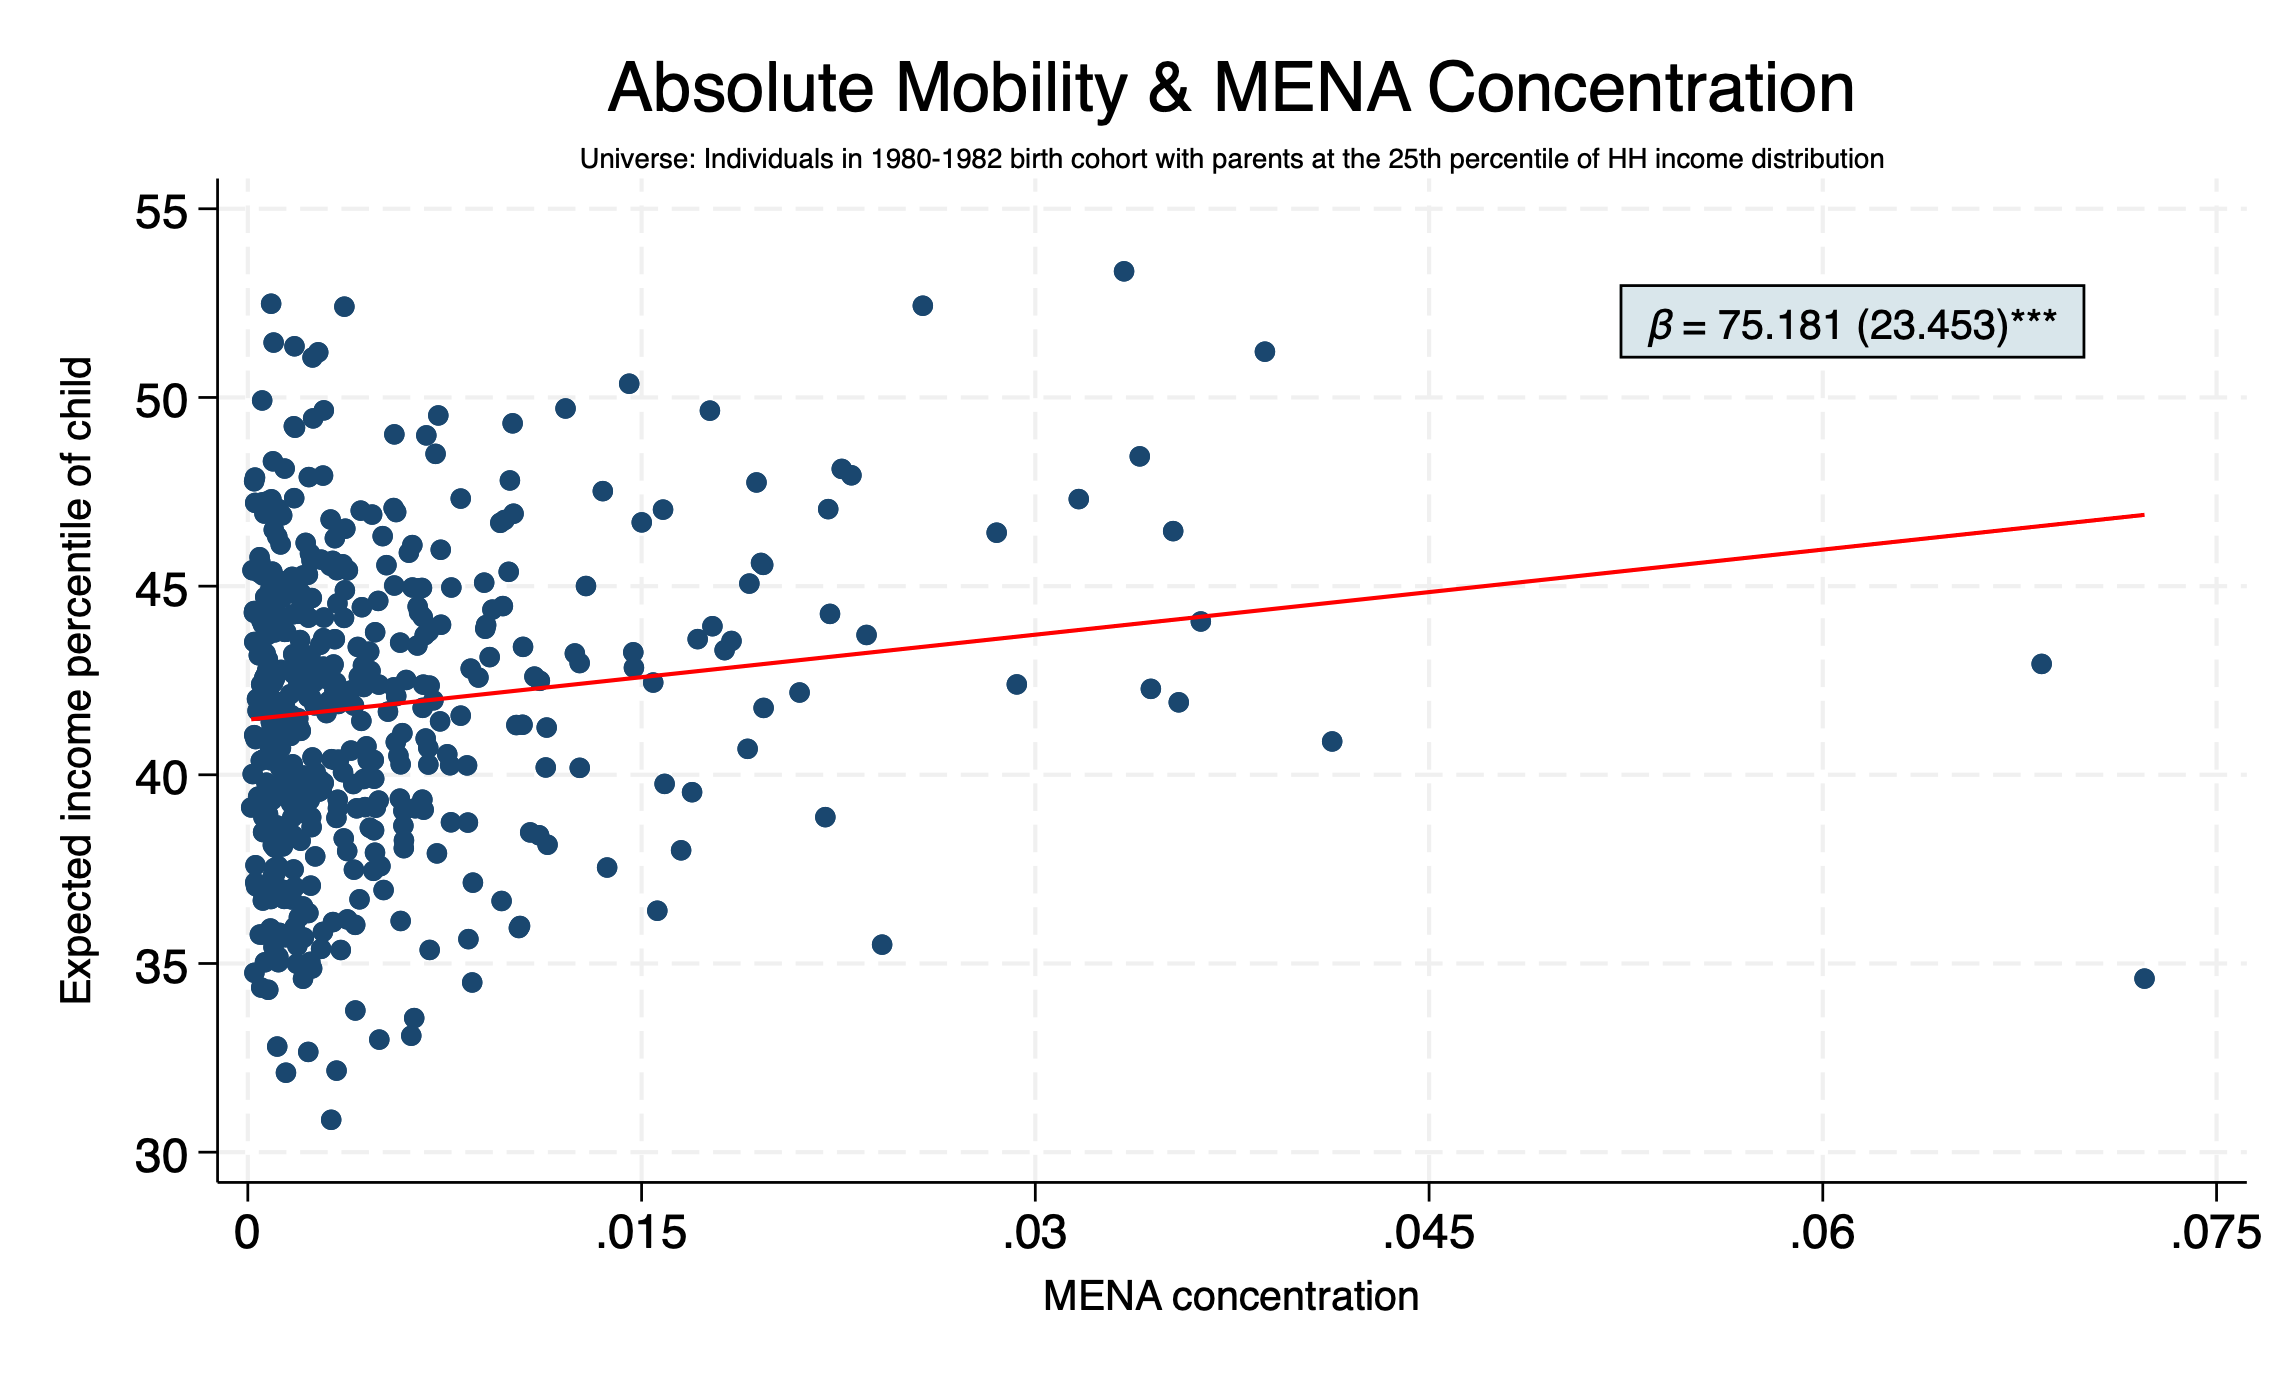 Absolute Mobility & MENA Concentration
Universe: Individuals in 1980-1982 birth cohort with parents at the 25th percentile of HH income distribution
β = 75.181 (23.453)***
Expected income percentile of child
55
50
45
40
35
30
0
.015
.03
.045
.06
.075
MENA concentration